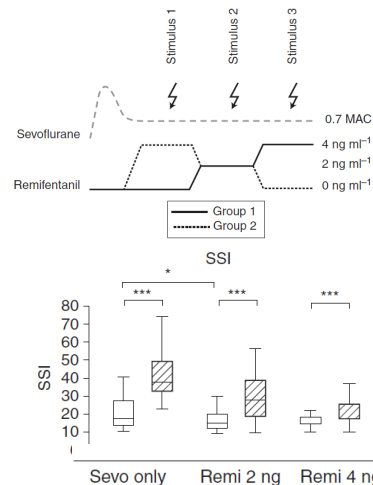 Stimulus 1
Stimulus 2
Stimulus 3
Sevoflurane
0.7 MAC
4 ng ml⁻¹
2 ng ml⁻¹
Remifentanil
0 ng ml⁻¹
Group 1
Group 2
SSI
*
*** *** ***
80
70
60
50
40
30
20
10
SSI
Sevo only Remi 2 ng Remi 4 ng